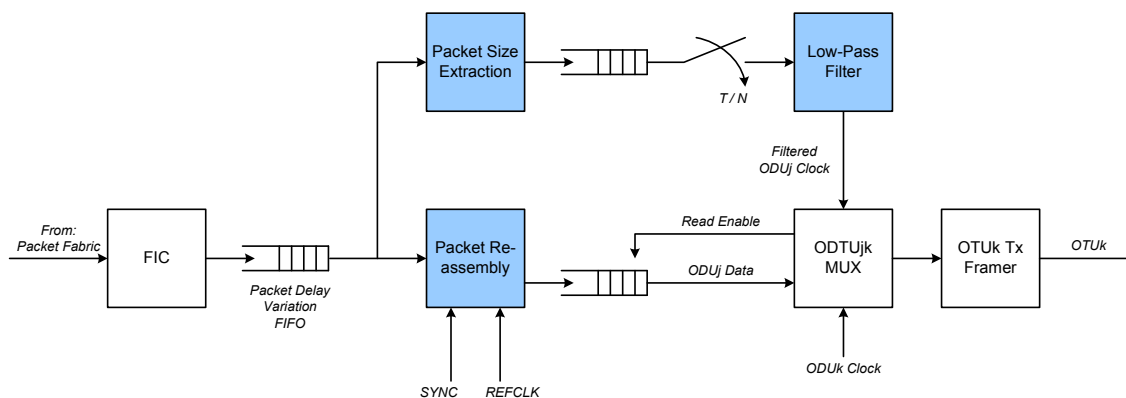 Packet Size
Extraction
T / N
Low-Pass
Filter
Filtered
ODUj Clock
From:
Packet Fabric
FIC
Packet Delay
Variation
FIFO
Packet Re-
assembly
SYNC
REFCLK
Read Enable
ODUj Data
ODTUjk
MUX
ODUk Clock
OTUk Tx
Framer
OTUk